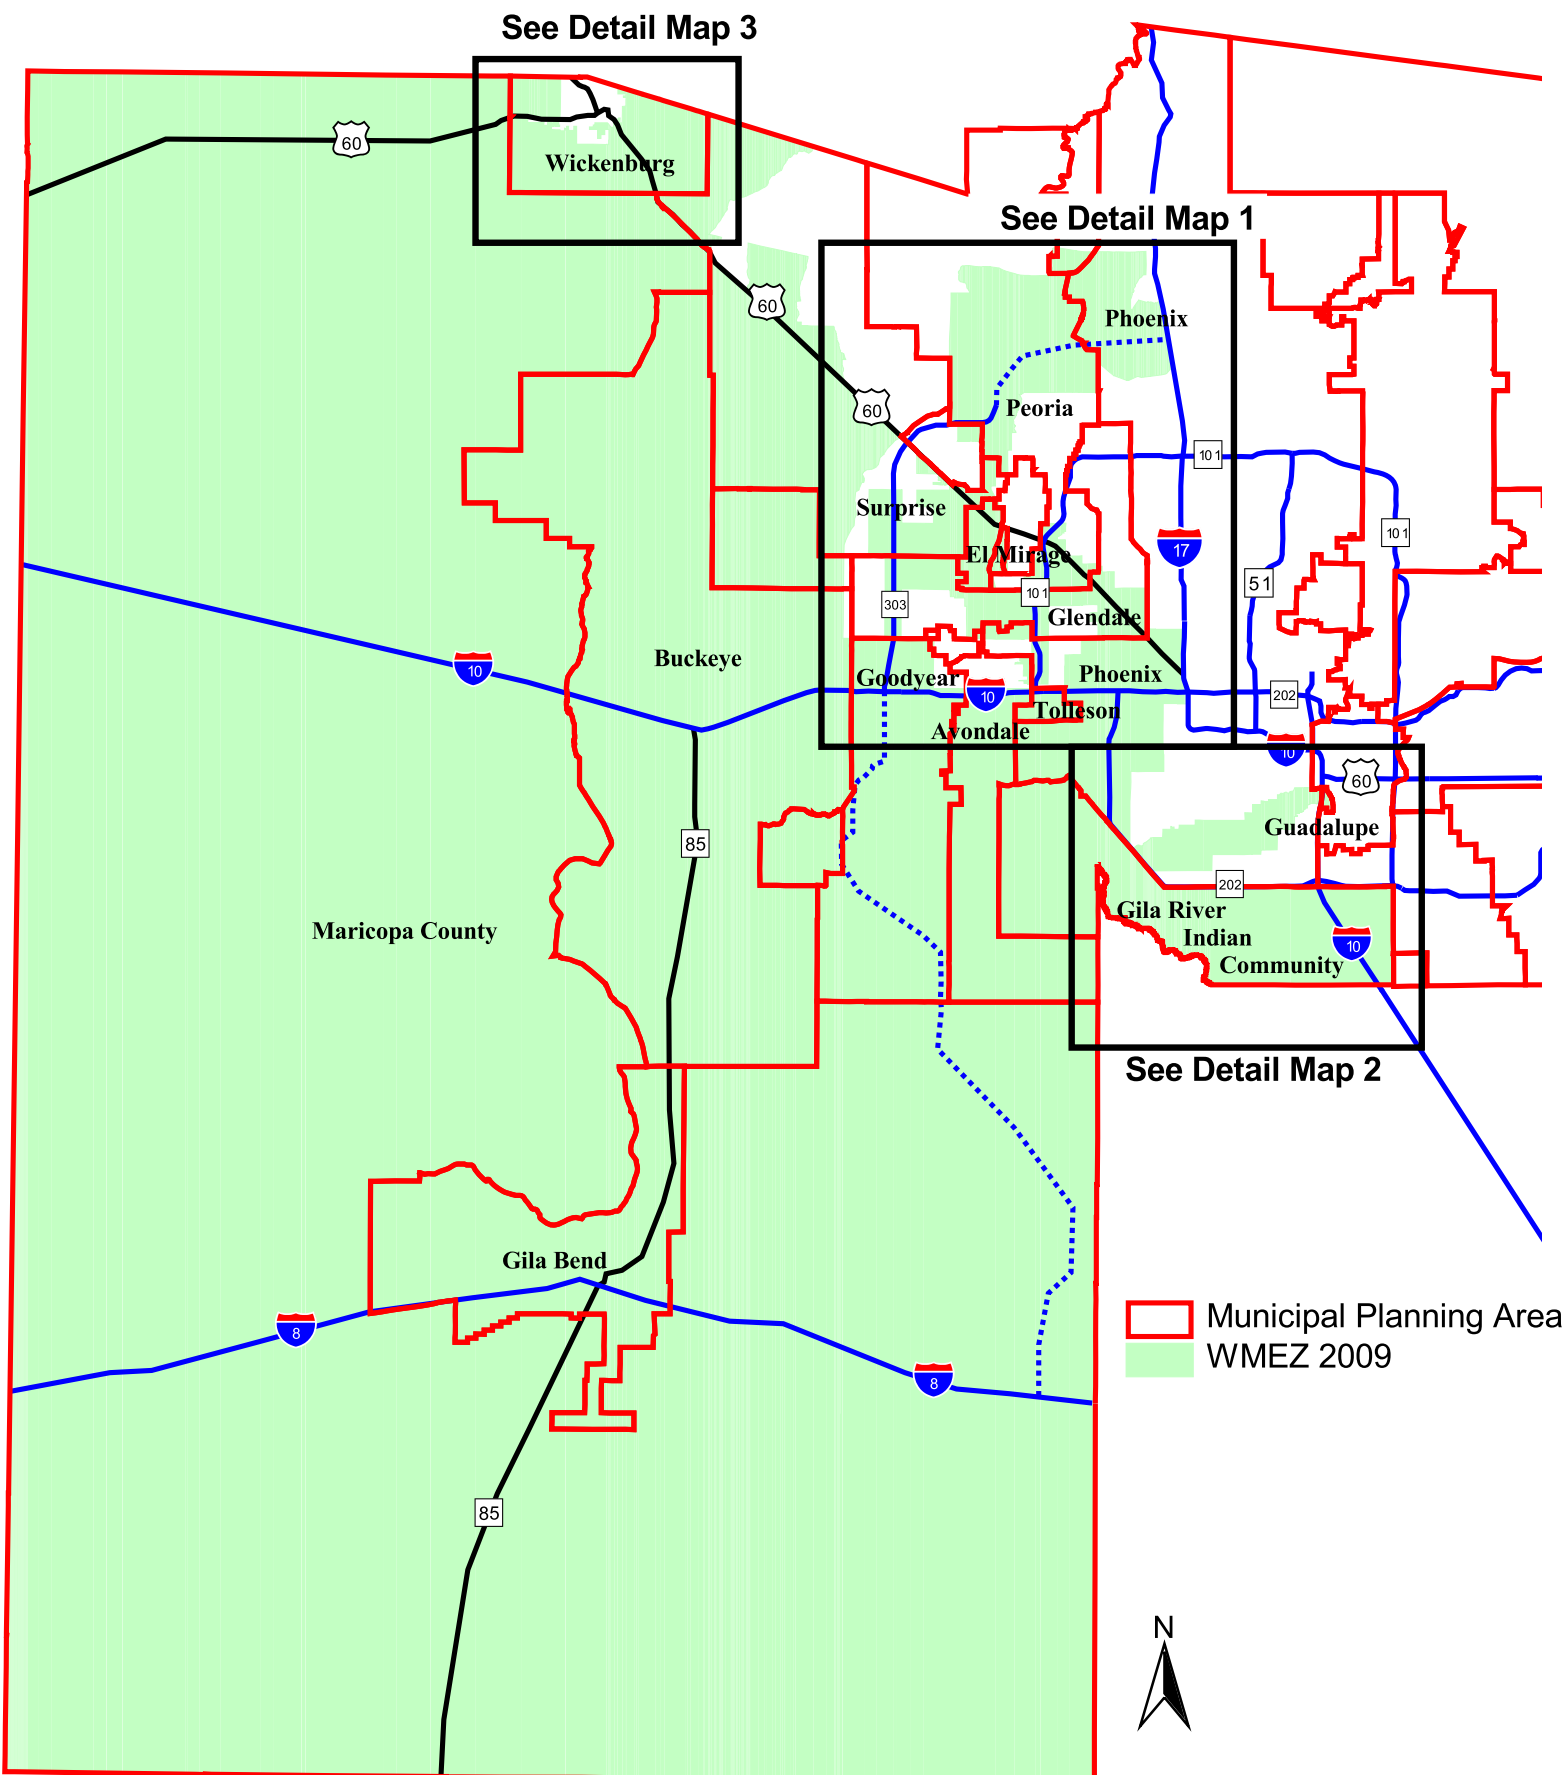 See Detail Map 3
60
Wickenburg
See Detail Map 1
60
Phoenix
60
Peoria
101
Surprise
101
17
El Mirage
51
303
101
Glendale
Buckeye
10
Goodyear
Phoenix
10
202
Tolleson
Avondale
10
60
85
Guadalupe
202
Gila River
Indian
Community
Maricopa County
10
See Detail Map 2
Gila Bend
8
8
Municipal Planning Area
WMEZ 2009
85
N